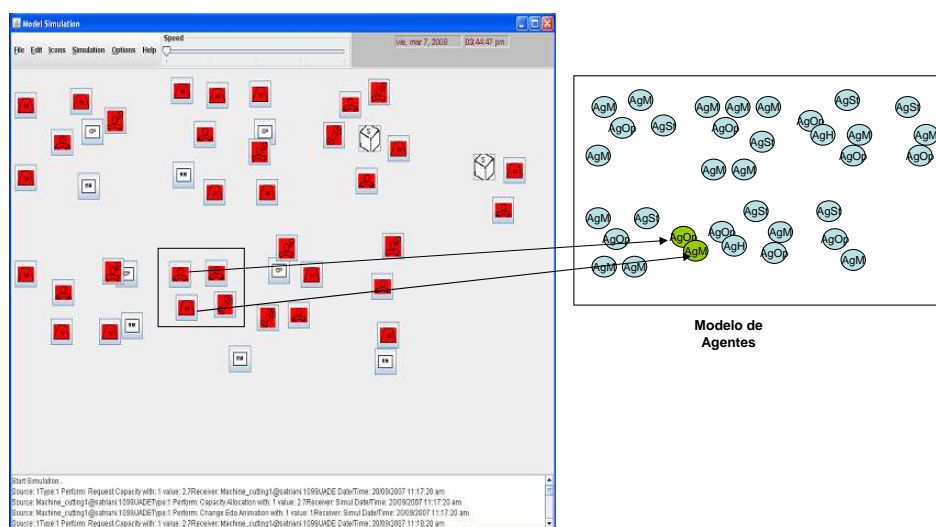 Model Simulation
File Edit Icons Simulation Options Help
Speed
vie, mar 7, 2008
03:44:47 pm
M M M
M
OP OP S
M
S
M RM M
RM
M M
AgM AgM AgM AgM AgM AgSt AgSt
AgOp AgSt AgOp AgSt AgOp AgH AgM AgM
AgM AgM AgM AgOp AgOp
AgM AgSt AgSt AgSt
AgOp AgOp AgM AgOp AgH AgM AgOp AgOp
AgM AgM AgM
OP OP M
M
M
M M RM M
RM RM
Modelo de
Agentes
Start Simulation..
Source: 1Type:1 Perform: Request Capacity with: 1 value: 2.7Receiver: Machine_cutting1@satriani:1099/JADE Date/Time: 20/09/2007 11:17:20 am
Source: Machine_cutting1@satriani:1099/JADEType:1 Perform: Capacity Allocation with: 1 value: 2.7Receiver: Simul Date/Time: 20/09/2007 11:17:20 am
Source: Machine_cutting1@satriani:1099/JADEType:1 Perform: Change Edo.Animation with: 1 value: 1Receiver: Simul Date/Time: 20/09/2007 11:17:20 am
Source: 1Type:1 Perform: Request Capacity with: 1 value: 2.7Receiver: Machine_cutting1@satriani:1099/JADE Date/Time: 20/09/2007 11:18:20 am